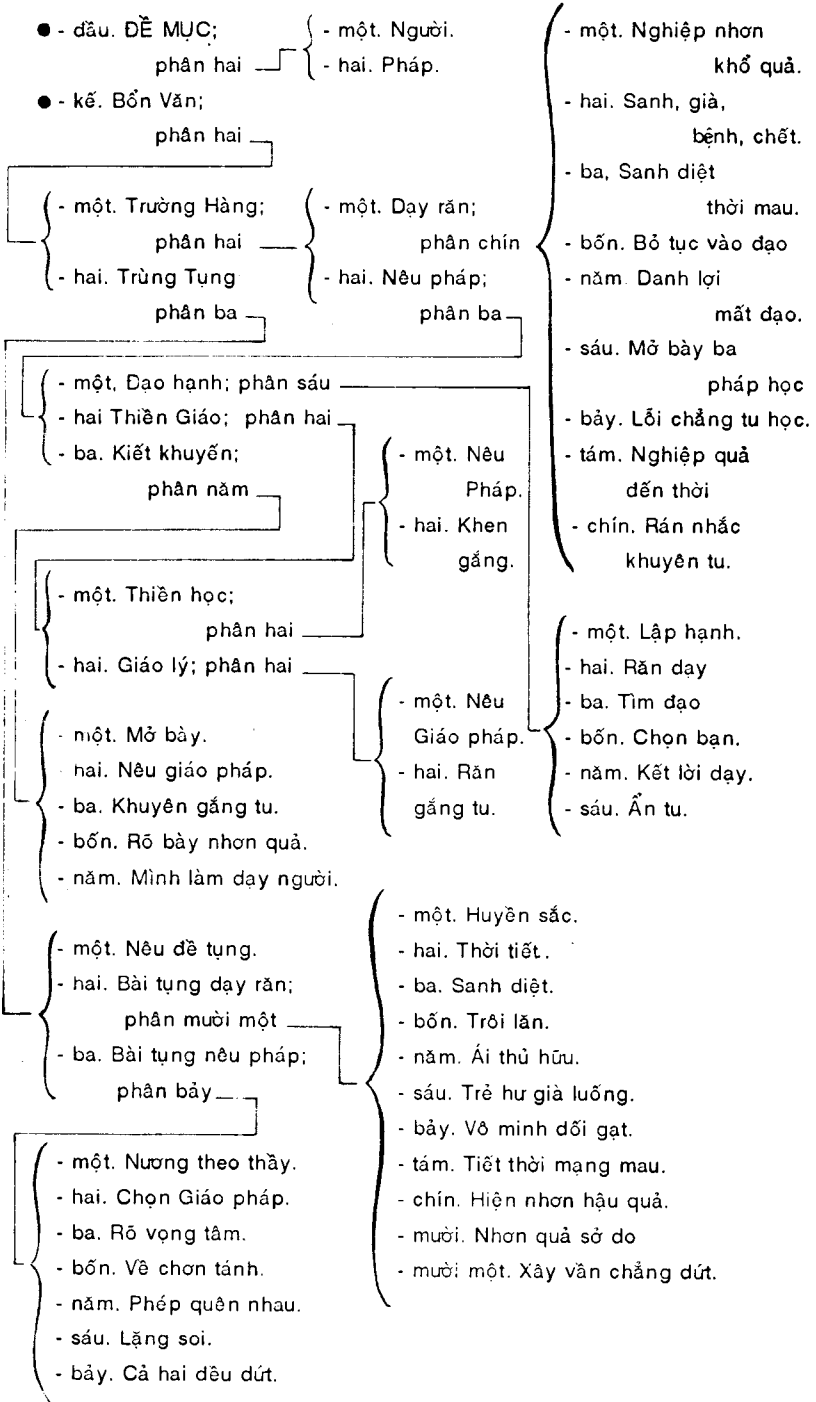 - đầu. ĐỀ MỤC;
phân hai
- một. Người.
- hai. Pháp.
- kế. Bổn Văn;
phân hai
- một. Trường Hàng;
phân hai
- hai. Trùng Tụng
phân ba
- một. Dạy răn;
phân chín
- hai. Nêu pháp;
phân ba
- một. Nghiệp nhơn
khổ quả.
- hai. Sanh, già,
bệnh, chết.
- ba, Sanh diệt
thời mau.
- bốn. Bỏ tục vào đạo
- năm. Danh lợi
mất đạo.
- sáu. Mở bày ba
pháp học
- bảy. Lỗi chẳng tu học.
- tám. Nghiệp quả
đến thời
- chín. Rán nhắc
khuyên tu.
- một, Đạo hạnh; phân sáu
- hai Thiền Giáo; phân hai
- ba. Kiết khuyến;
phân năm
- một. Nêu
Pháp.
- hai. Khen
gắng.
- một. Thiền học;
phân hai
- hai. Giáo lý; phân hai
- một. Nêu
Giáo pháp.
- hai. Răn
gắng tu.
- một. Lập hạnh.
- hai. Răn dạy
- ba. Tìm đạo
- bốn. Chọn bạn.
- năm. Kết lời dạy.
- sáu. Ẩn tu.
- một. Mở bày.
hai. Nêu giáo pháp.
- ba. Khuyên gắng tu.
- bốn. Rõ bày nhơn quả.
- năm. Mình làm dạy người.
- một. Nêu đề tụng.
- hai. Bài tụng dạy răn;
phân mười một
- ba. Bài tụng nêu pháp;
phân bảy
- một. Huyền sắc.
- hai. Thời tiết.
- ba. Sanh diệt.
- bốn. Trôi lăn.
- năm. Ái thủ hữu.
- sáu. Trẻ hư già luống.
- bảy. Vô minh dối gạt.
- tám. Tiết thời mạng mau.
- chín. Hiện nhơn hậu quả.
- mười. Nhơn quả sở do
- mười một. Xây vần chẳng dứt.
- một. Nương theo thầy.
- hai. Chọn Giáo pháp.
- ba. Rõ vọng tâm.
- bốn. Về chơn tánh.
- năm. Phép quên nhau.
- sáu. Lặng soi.
- bảy. Cả hai đều dứt.